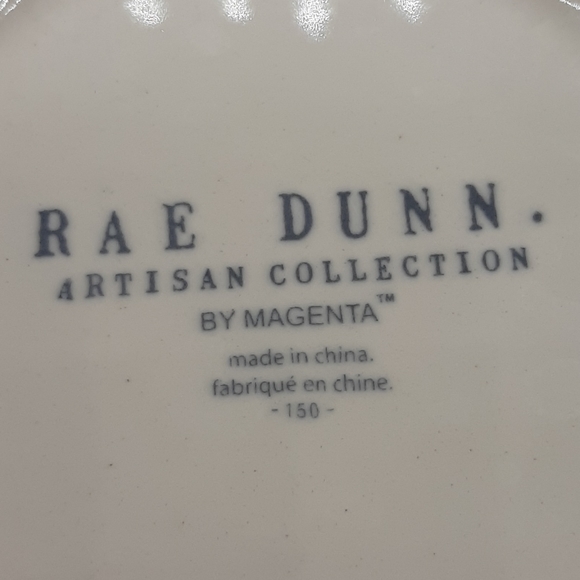 RAE DUNN.
ARTISAN COLLECTION
BY MAGENTA™
made in china.
fabriqué en chine.
- 150 -